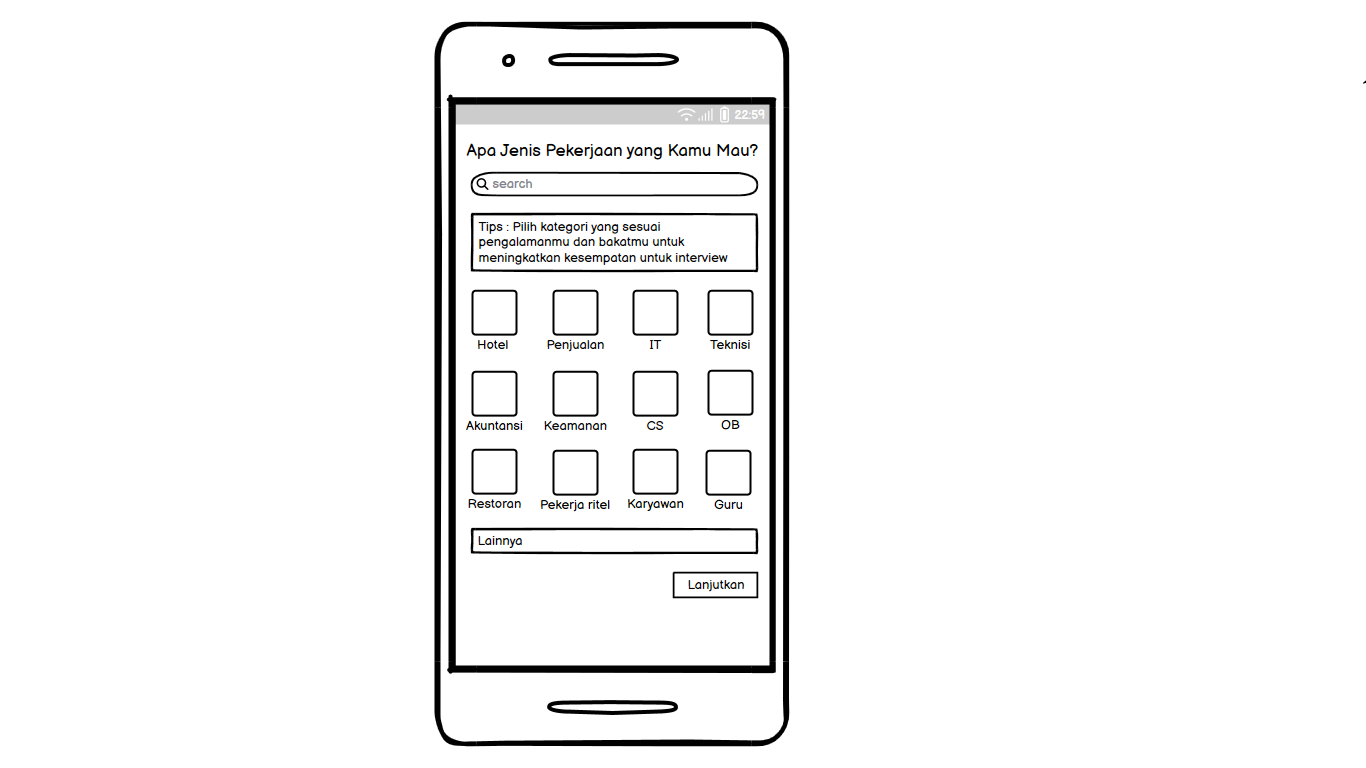 22:59
Apa Jenis Pekerjaan yang Kamu Mau?
search
Tips : Pilih kategori yang sesuai
pengalamanmu dan bakatmu untuk
meningkatkan kesempatan untuk interview
Hotel Penjualan IT Teknisi
Akuntansi Keamanan CS OB
Restoran Pekerja ritel Karyawan Guru
Lainnya
Lanjutkan